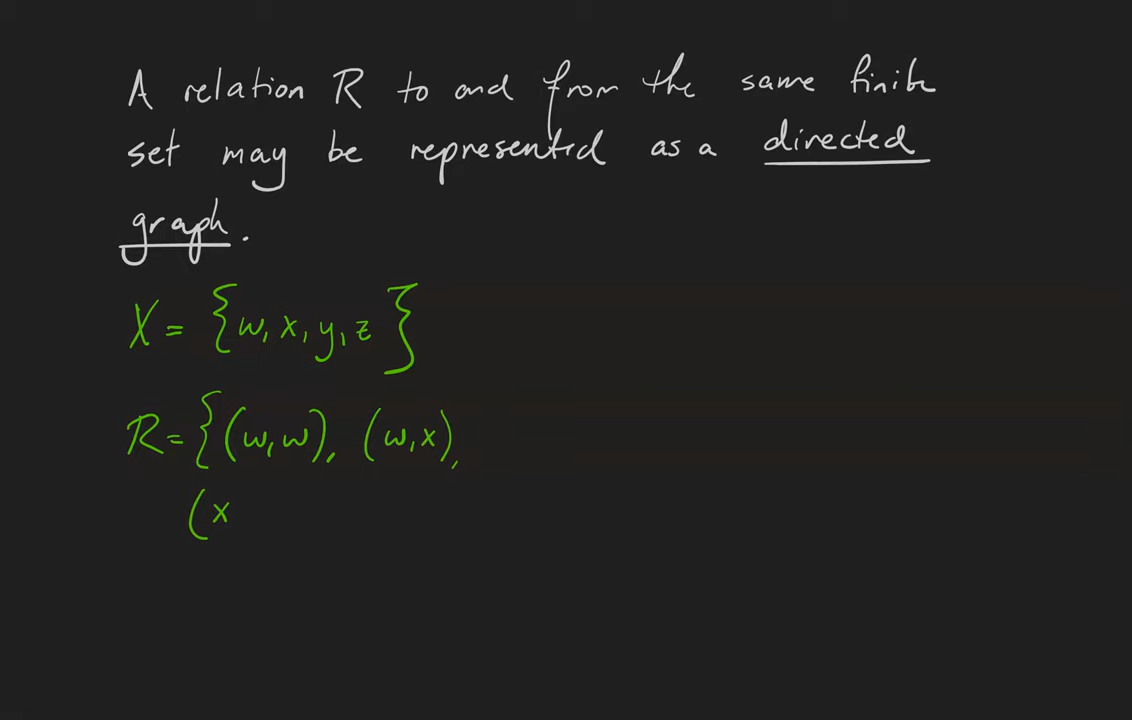 A relation R to and from the same finite
set may be represented as a directed
graph.
X = {w, x, y, z}
R = {(w,w), (w,x),
(x